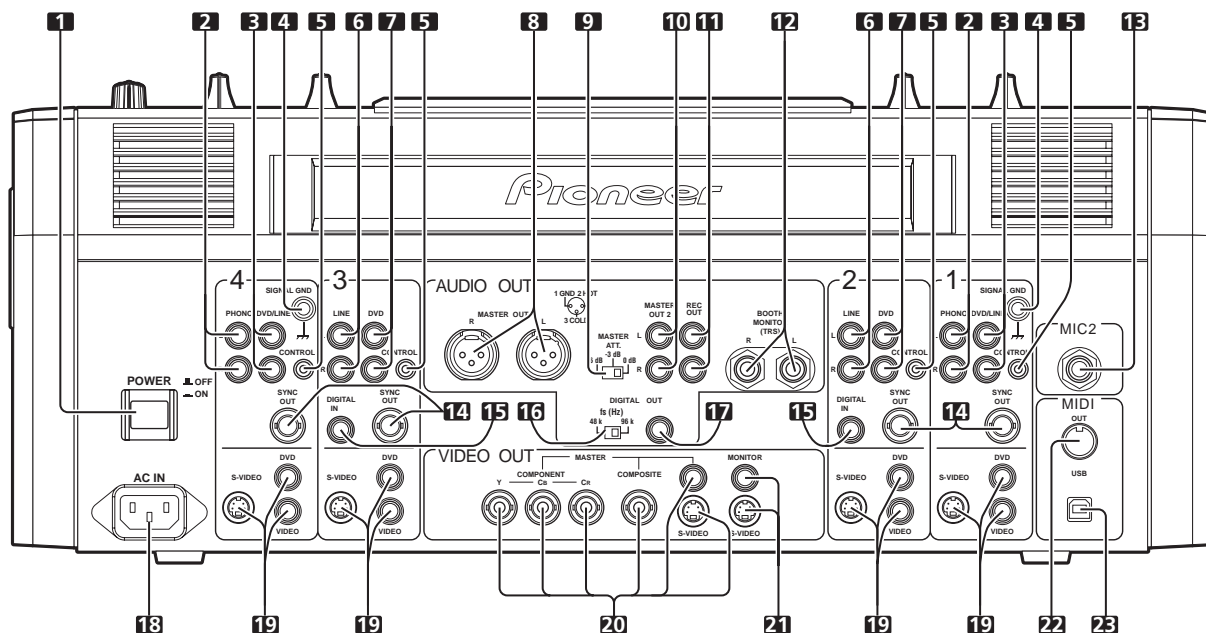 1 2 3 4 5 6 7 5 8 9 10 11 12 6 7 5 2 3 4 5 13
Pioneer
4
SIGNAL GND
PHONO DVD/LINE
CONTROL
SYNC OUT
DVD
S-VIDEO
VIDEO
POWER
OFF
ON
AC IN
3
LINE DVD
R CONTROL
DIGITAL IN
SYNC OUT
DVD
S-VIDEO
VIDEO
AUDIO OUT
1 GND 2 HOT
3 COLD
MASTER OUT 1
R L
MASTER ATT.
-3 dB
0 dB
MASTER OUT 2
REC OUT
L
R
BOOTH MONITOR (TRS)
R L
DIGITAL OUT
fs (Hz)
48 k 96 k
14 15 16 17 15 14
VIDEO OUT
MASTER
COMPONENT
Y CB CR
COMPOSITE
S-VIDEO
MONITOR
S-VIDEO
2
LINE DVD
L
R CONTROL
DIGITAL IN
SYNC OUT
DVD
S-VIDEO
VIDEO
1
SIGNAL GND
PHONO DVD/LINE
L
R CONTROL
SYNC OUT
DVD
S-VIDEO
VIDEO
MIC2
MIDI
OUT
USB
18 19 19 20 21 19 19 22 23